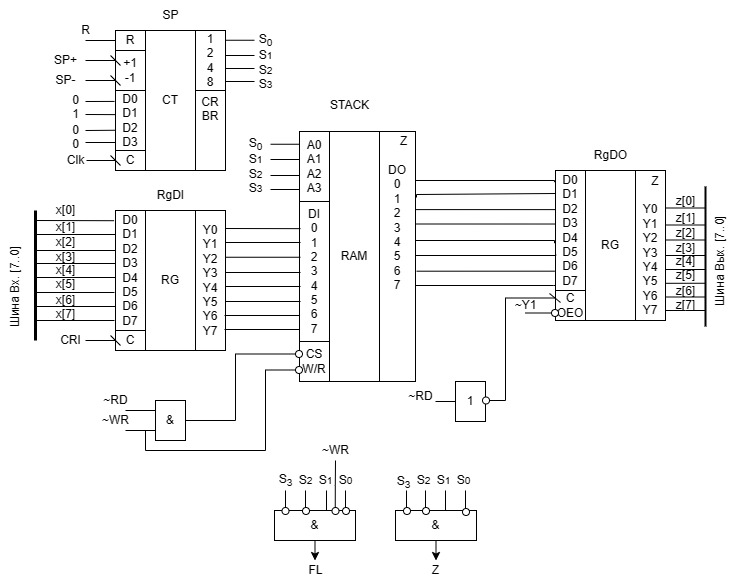 SP
R
R
1
S0
SP+
+1
2
S1
SP-
-1
4
S2
8
S3
CT
0
D0
CR
1
D1
BR
0
D2
0
D3
Clk
C
STACK
S0
A0
Z
S1
A1
S2
A2
S3
A3
DI
DO
0
0
1
1
2
2
3
3
4
4
5
5
6
6
7
7
RAM
CS
W/R
RgDI
Шина Вх. [7..0]
x[0]
D0
Y0
x[1]
D1
Y1
x[2]
D2
Y2
x[3]
D3
Y3
x[4]
D4
Y4
x[5]
D5
Y5
x[6]
D6
Y6
x[7]
D7
Y7
RG
CRI
C
RgDO
D0
Z
D1
Y0
z[0]
D2
Y1
z[1]
D3
Y2
z[2]
D4
Y3
z[3]
D5
Y4
z[4]
D6
Y5
z[5]
D7
Y6
z[6]
C
Y7
z[7]
RG
~Y1
OEO
Шина Вых. [7..0]
~RD
~WR
&
~RD
1
~WR
S3 S2 S1 S0
&
FL
S3 S2 S1 S0
&
Z